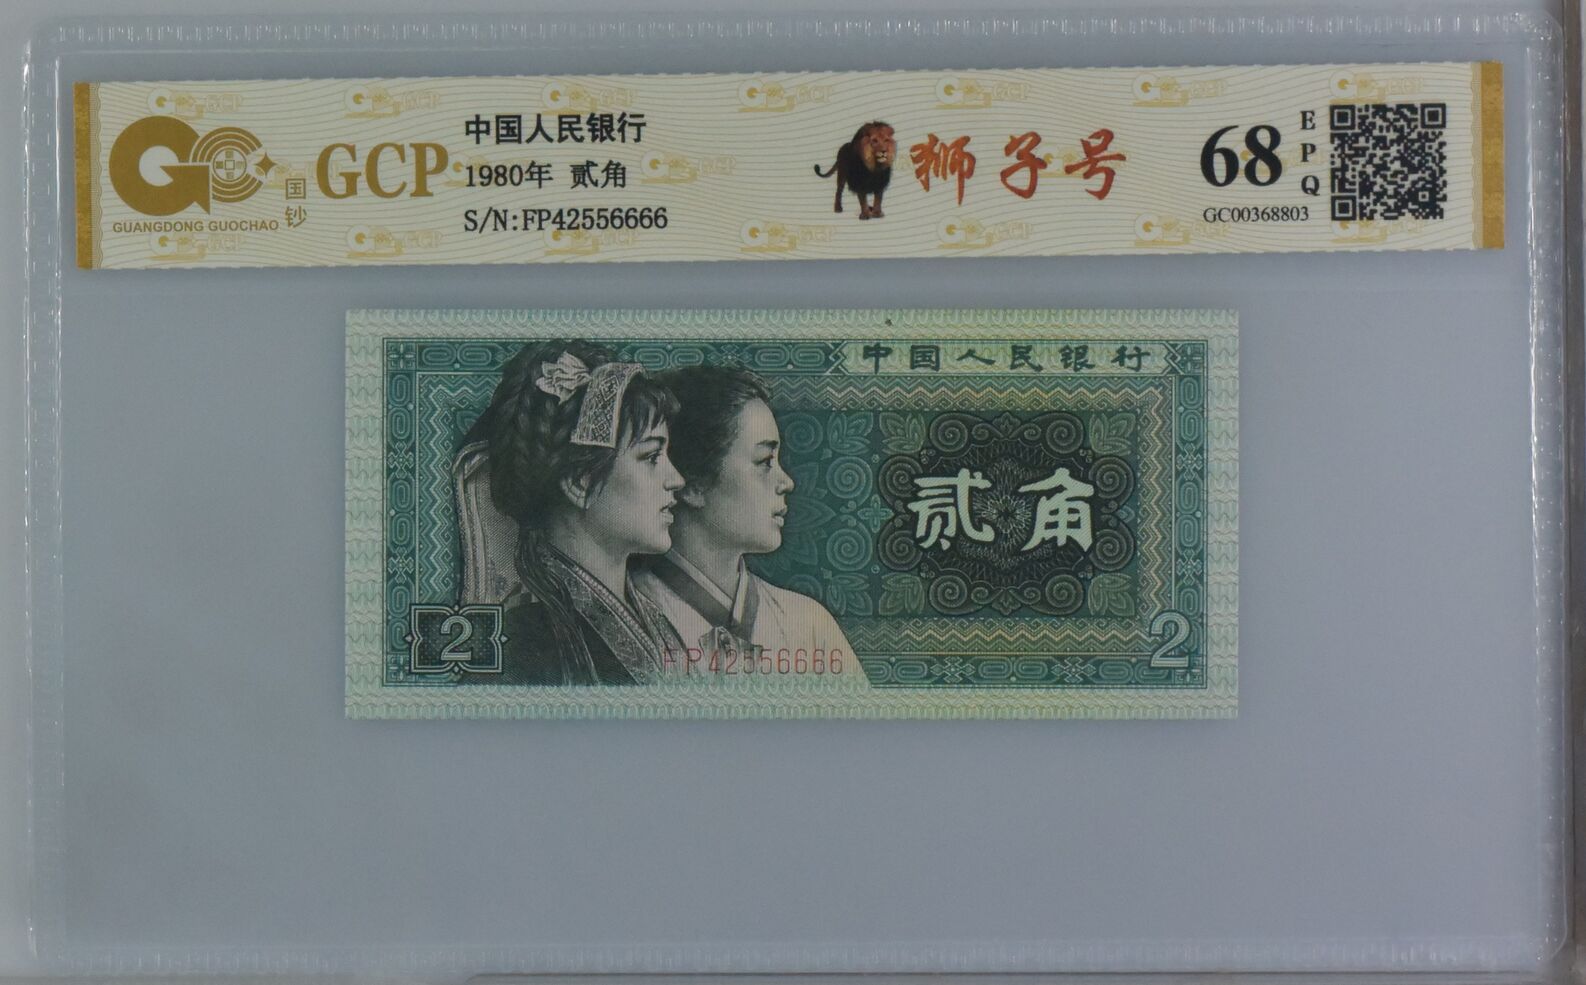 GUANGDONG GUOCHAO
国钞
GCP
中国人民银行
1980年 贰角
S/N:FP42556666
狮子号
68
EPQ
GC00368803
中国人民银行
贰角
2
2
FP42556666